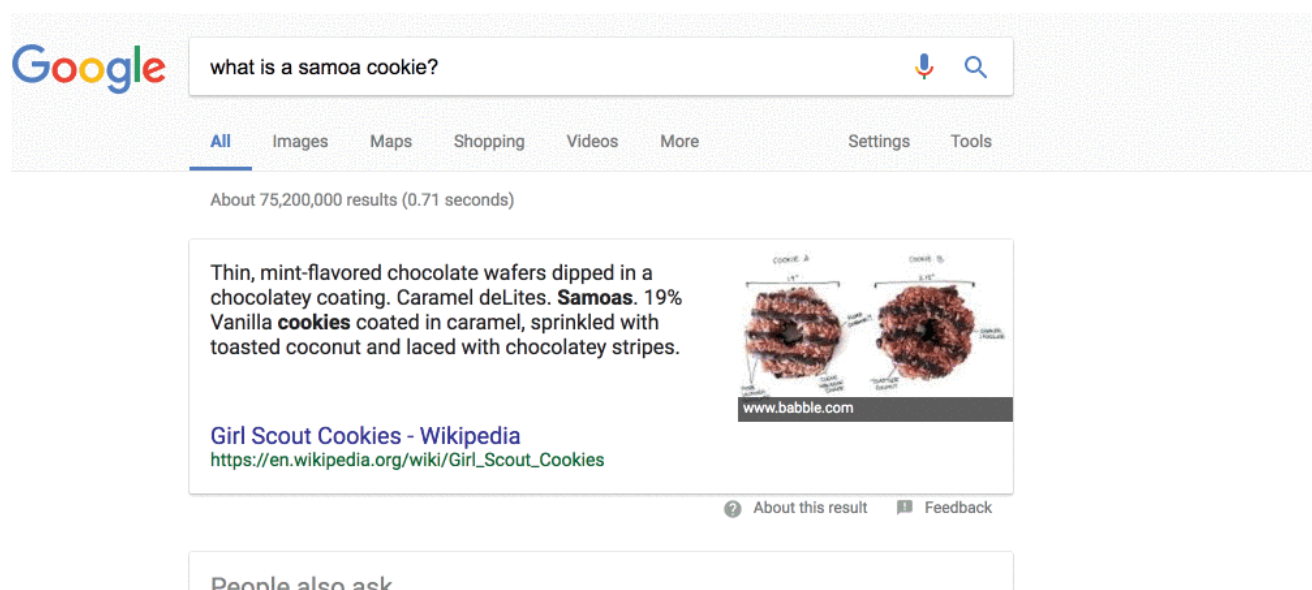 Google
what is a samoa cookie?
All Images Maps Shopping Videos More Settings Tools
About 75,200,000 results (0.71 seconds)
Thin, mint-flavored chocolate wafers dipped in a
chocolatey coating. Caramel deLites. Samoas. 19%
Vanilla cookies coated in caramel, sprinkled with
toasted coconut and laced with chocolatey stripes.
COOKIE A COOKIE B
www.babble.com
Girl Scout Cookies - Wikipedia
https://en.wikipedia.org/wiki/Girl_Scout_Cookies
About this result Feedback
People also ask